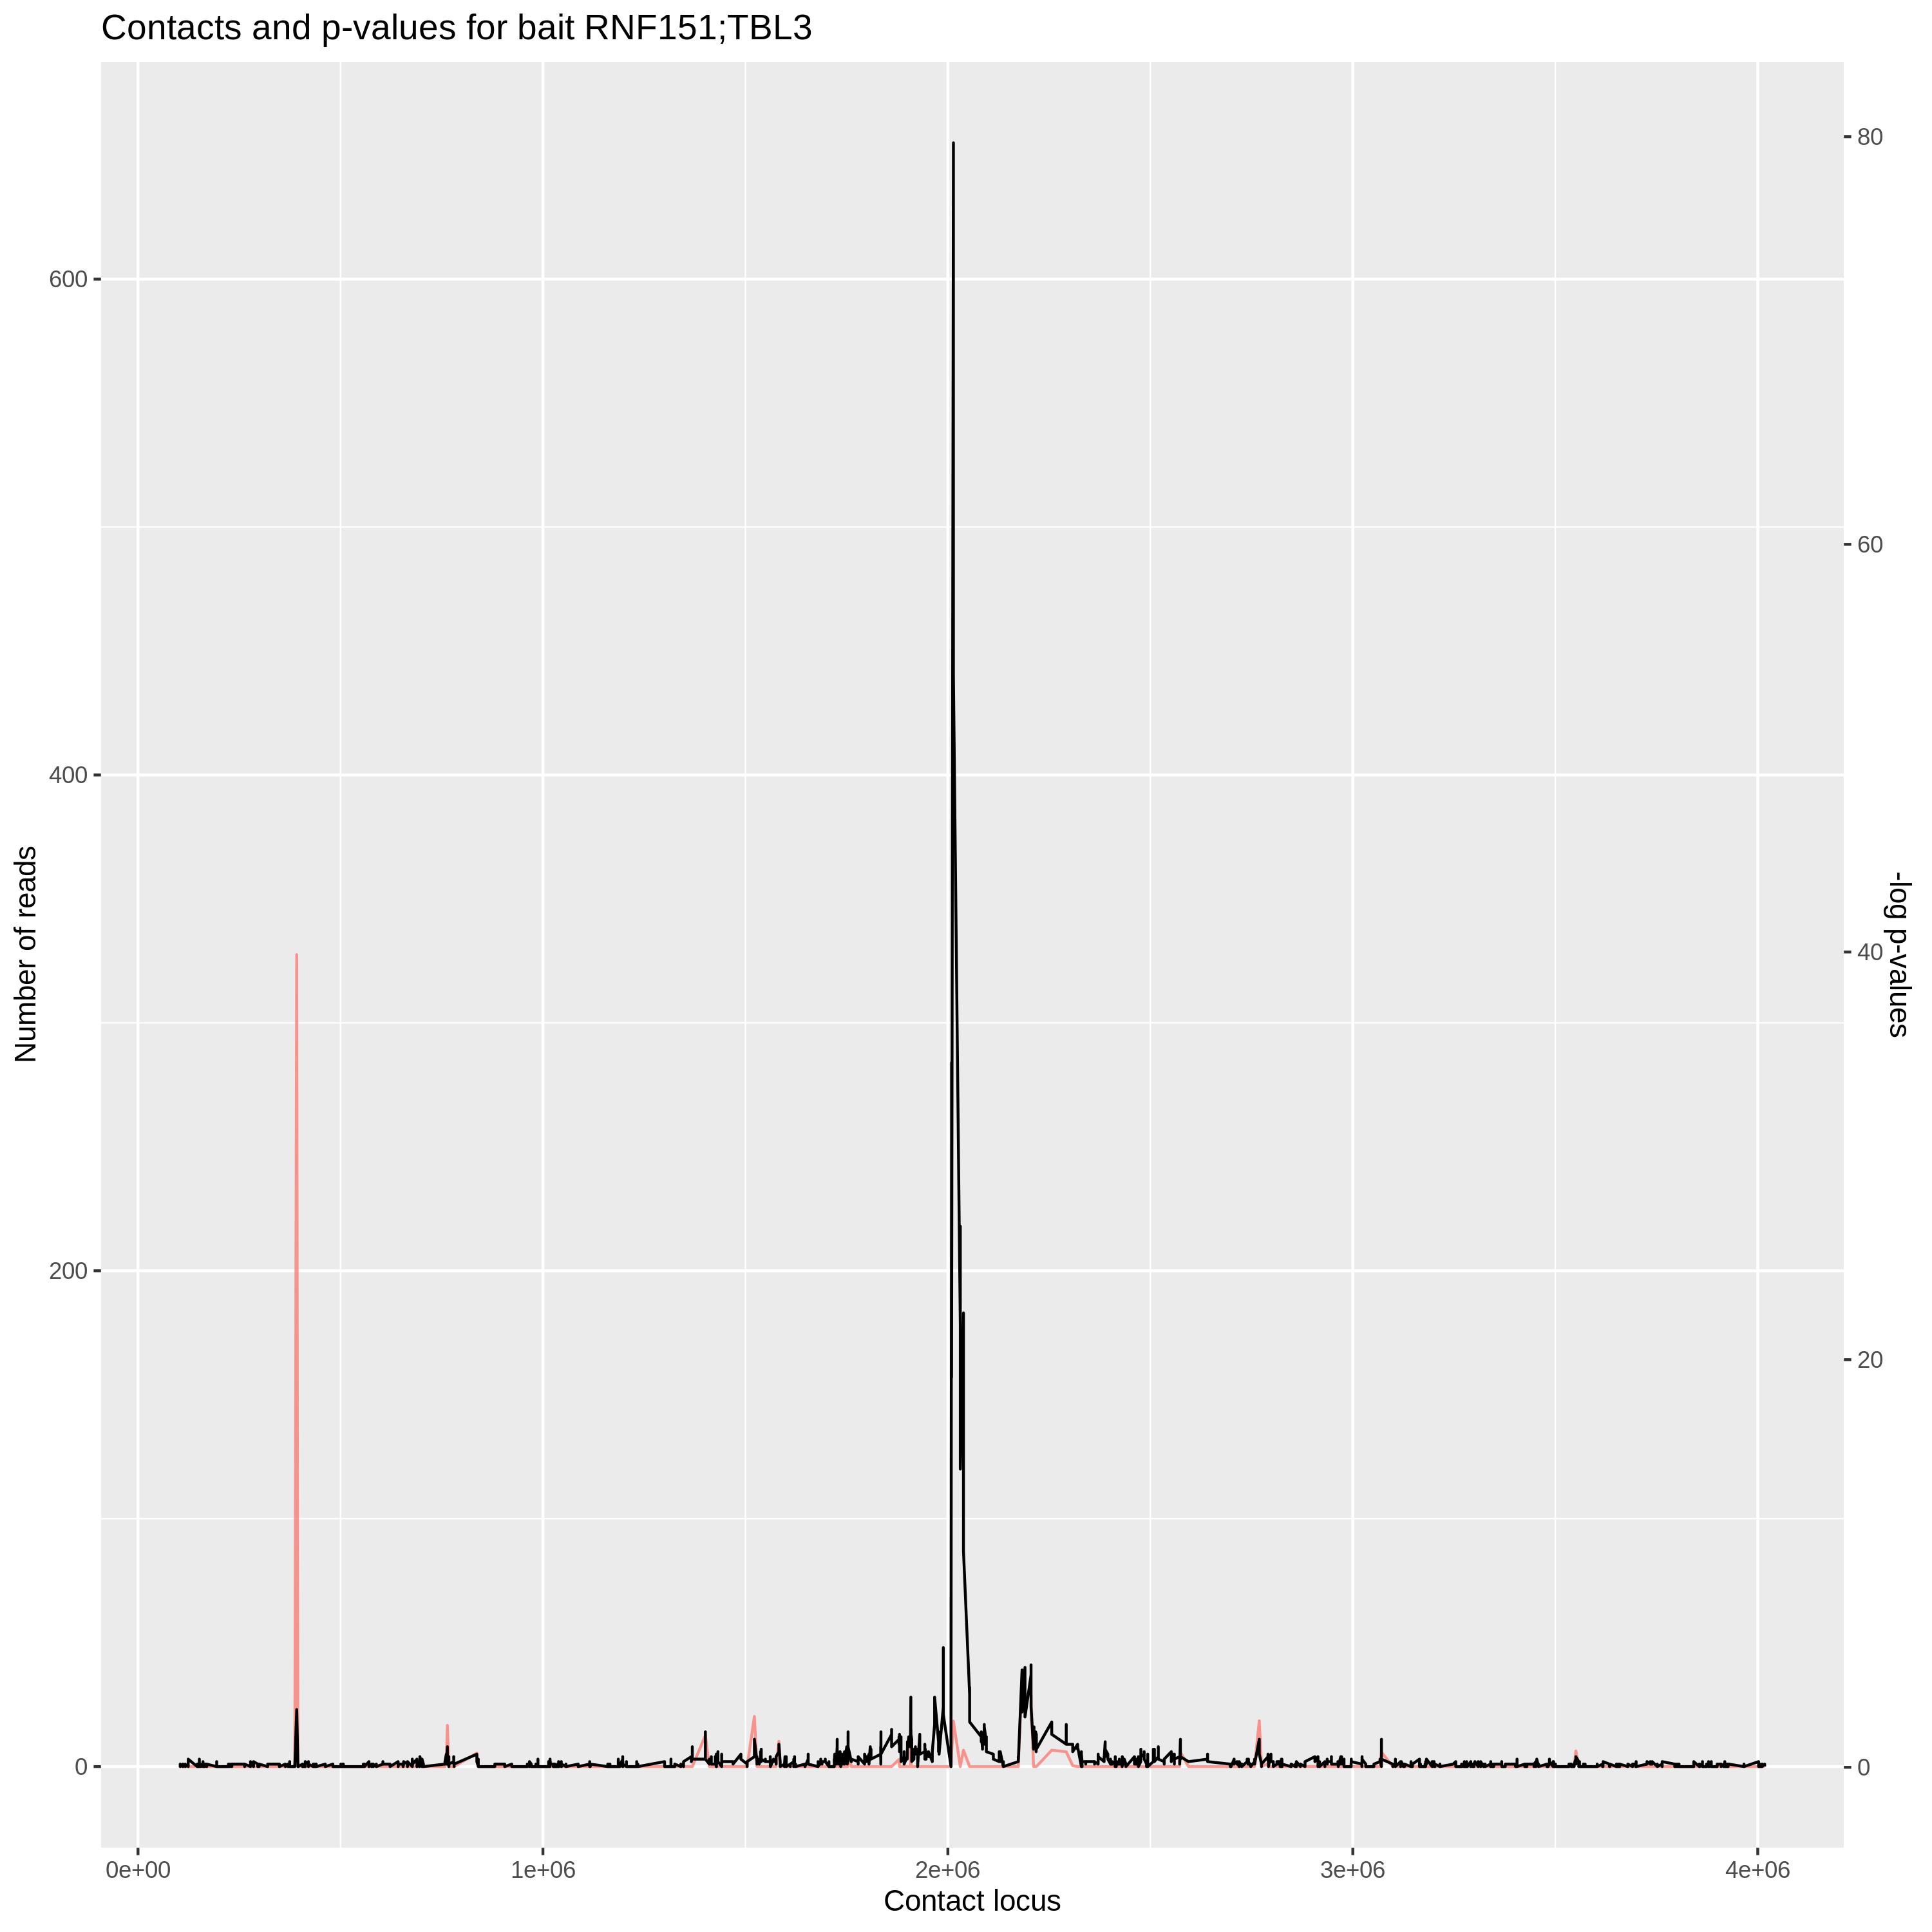 Contacts and p-values for bait RNF151;TBL3
80
600
60
400
Number of reads
-log p-values
40
200
20
0
0
0e+00
1e+06
2e+06
3e+06
4e+06
Contact locus